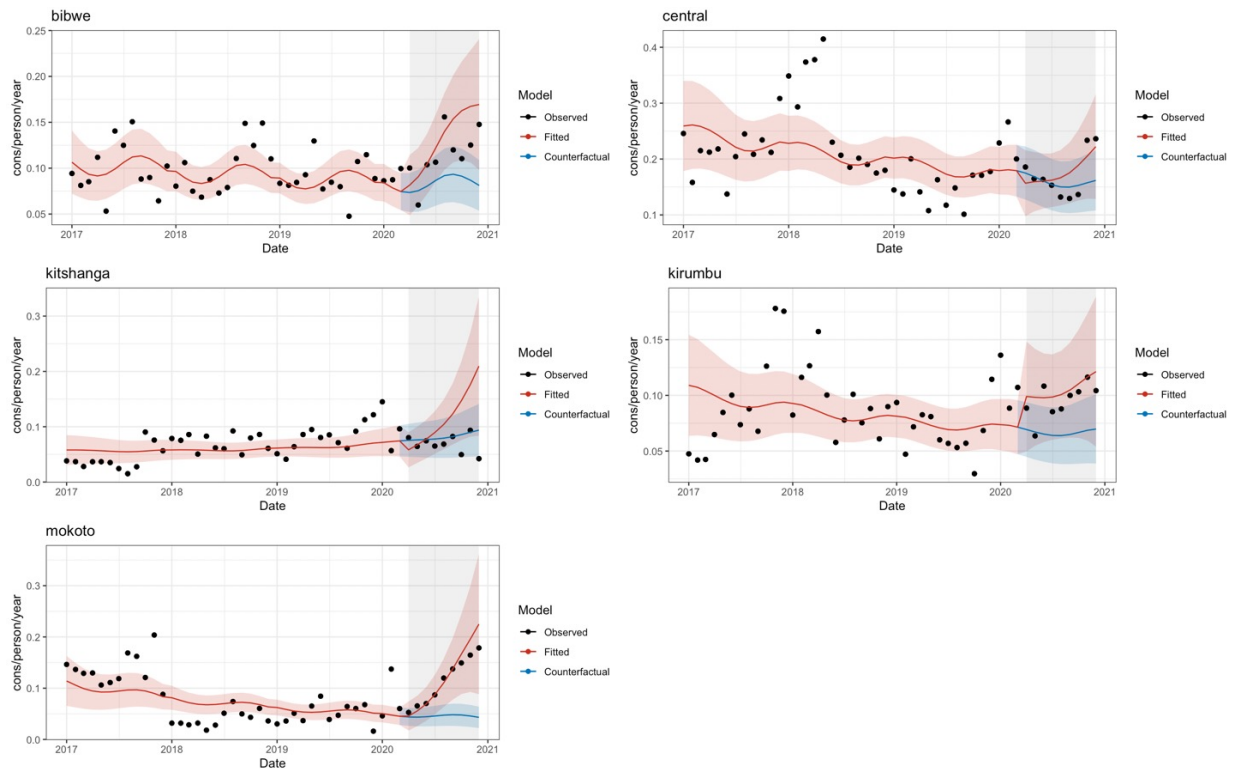 bibwe
0.25
0.20
0.15
0.10
0.05
cons/person/year
2017
2018
2019
2020
2021
Date
Model
Observed
Fitted
Counterfactual
central
0.4
0.3
0.2
0.1
cons/person/year
2017
2018
2019
2020
2021
Date
Model
Observed
Fitted
Counterfactual
kitshanga
0.3
0.2
0.1
0.0
cons/person/year
2017
2018
2019
2020
2021
Date
Model
Observed
Fitted
Counterfactual
kirumbu
0.15
0.10
0.05
cons/person/year
2017
2018
2019
2020
2021
Date
Model
Observed
Fitted
Counterfactual
mokoto
0.3
0.2
0.1
0.0
cons/person/year
2017
2018
2019
2020
2021
Date
Model
Observed
Fitted
Counterfactual